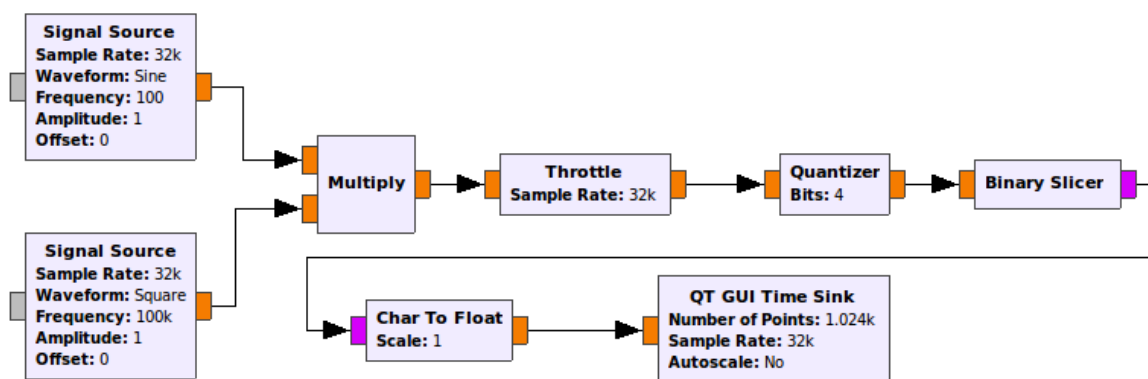 Signal Source
Sample Rate: 32k
Waveform: Sine
Frequency: 100
Amplitude: 1
Offset: 0
Multiply
Throttle
Sample Rate: 32k
Quantizer
Bits: 4
Binary Slicer
Signal Source
Sample Rate: 32k
Waveform: Square
Frequency: 100k
Amplitude: 1
Offset: 0
Char To Float
Scale: 1
QT GUI Time Sink
Number of Points: 1.024k
Sample Rate: 32k
Autoscale: No